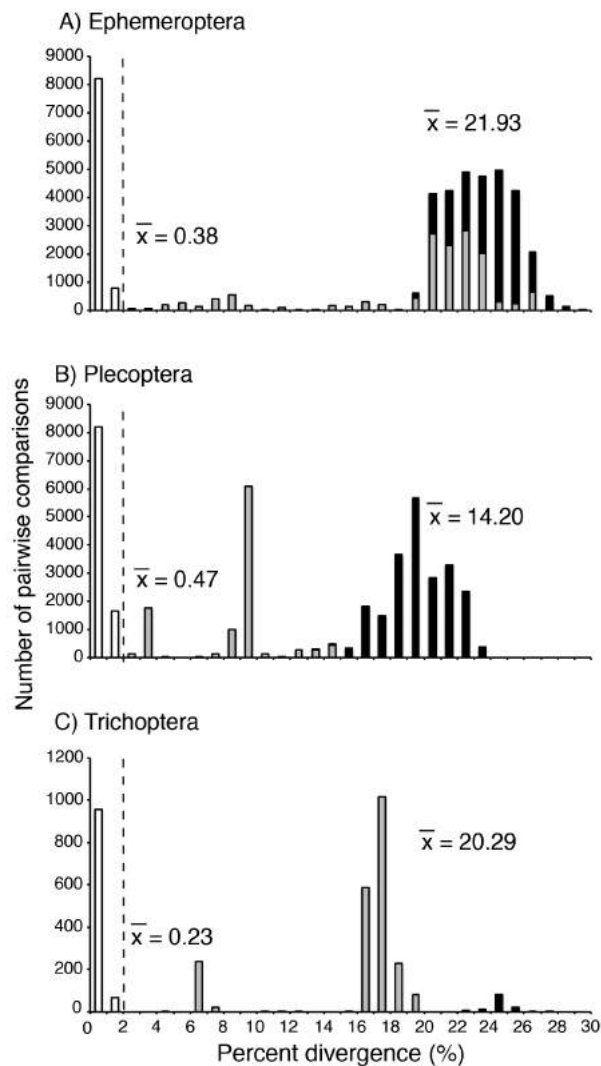 A) Ephemeroptera
9000
8000
7000
6000
5000
4000
3000
2000
1000
0
x̅ = 0.38
x̅ = 21.93
B) Plecoptera
9000
8000
7000
6000
5000
4000
3000
2000
1000
0
x̅ = 0.47
x̅ = 14.20
Number of pairwise comparisons
C) Trichoptera
1200
1000
800
600
400
200
0
x̅ = 0.23
x̅ = 20.29
0 2 4 6 8 10 12 14 16 18 20 22 24 26 28 30
Percent divergence (%)